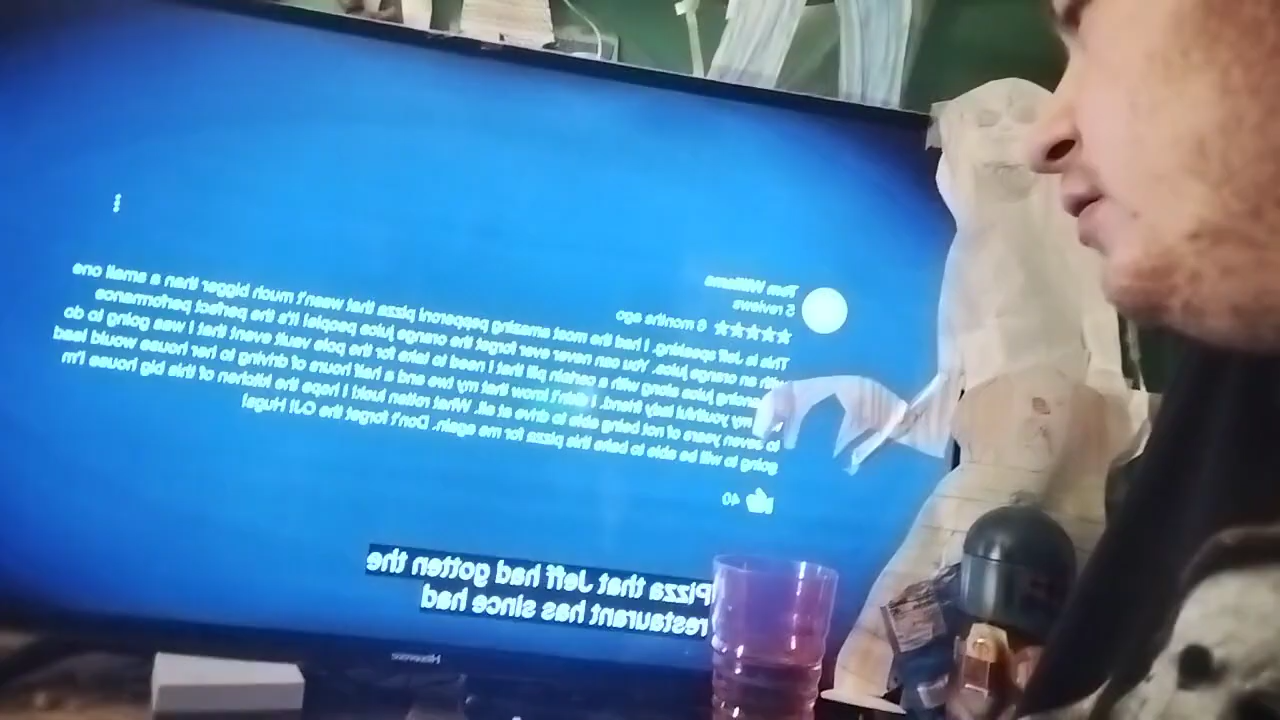 Tom Williams
5 reviews
★★★★★ 6 months ago
This is Jeff speaking. I had the most amazing pepperoni pizza that wasn't much bigger than a small one
with an orange juice. You can never ever forget the orange juice people! It's the perfect performance
juice along with a certain pill that I need to take for the pole vault event that I was going to do
my youthful lady friend. I didn't know that my two and a half hours of driving to her house would lead
to seven years of not being able to drive at all. What rotten luck! I hope the kitchen of this big house I'm
going to will be able to bake this pizza for me again. Don't forget the OJ! Hugs!
40
Pizza that Jeff had gotten the
restaurant has since had
Hisense